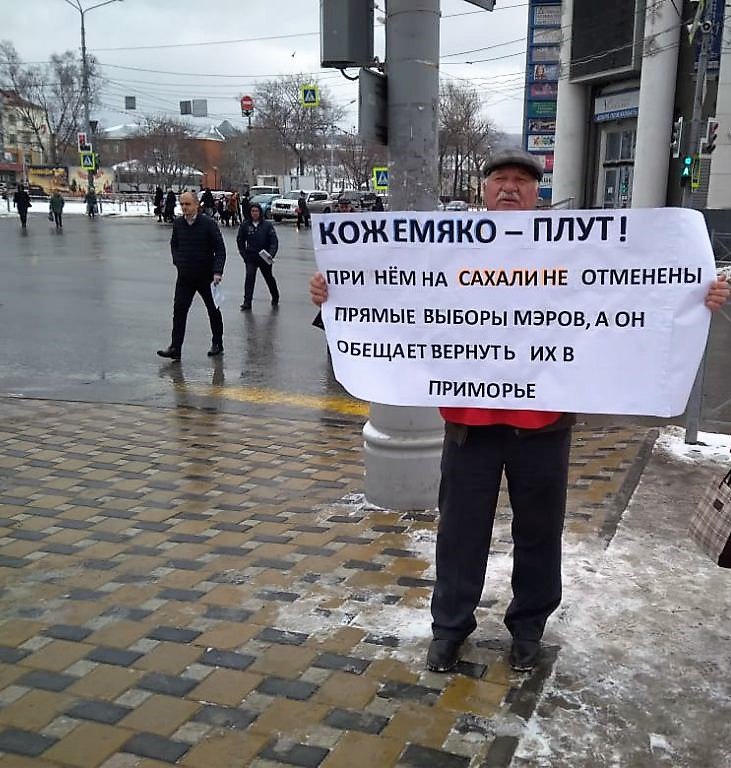 КОЖЕМЯКО – ПЛУТ!
ПРИ НЁМ НА САХАЛИНЕ ОТМЕНЕНЫ
ПРЯМЫЕ ВЫБОРЫ МЭРОВ, А ОН
ОБЕЩАЕТ ВЕРНУТЬ ИХ В
ПРИМОРЬЕ